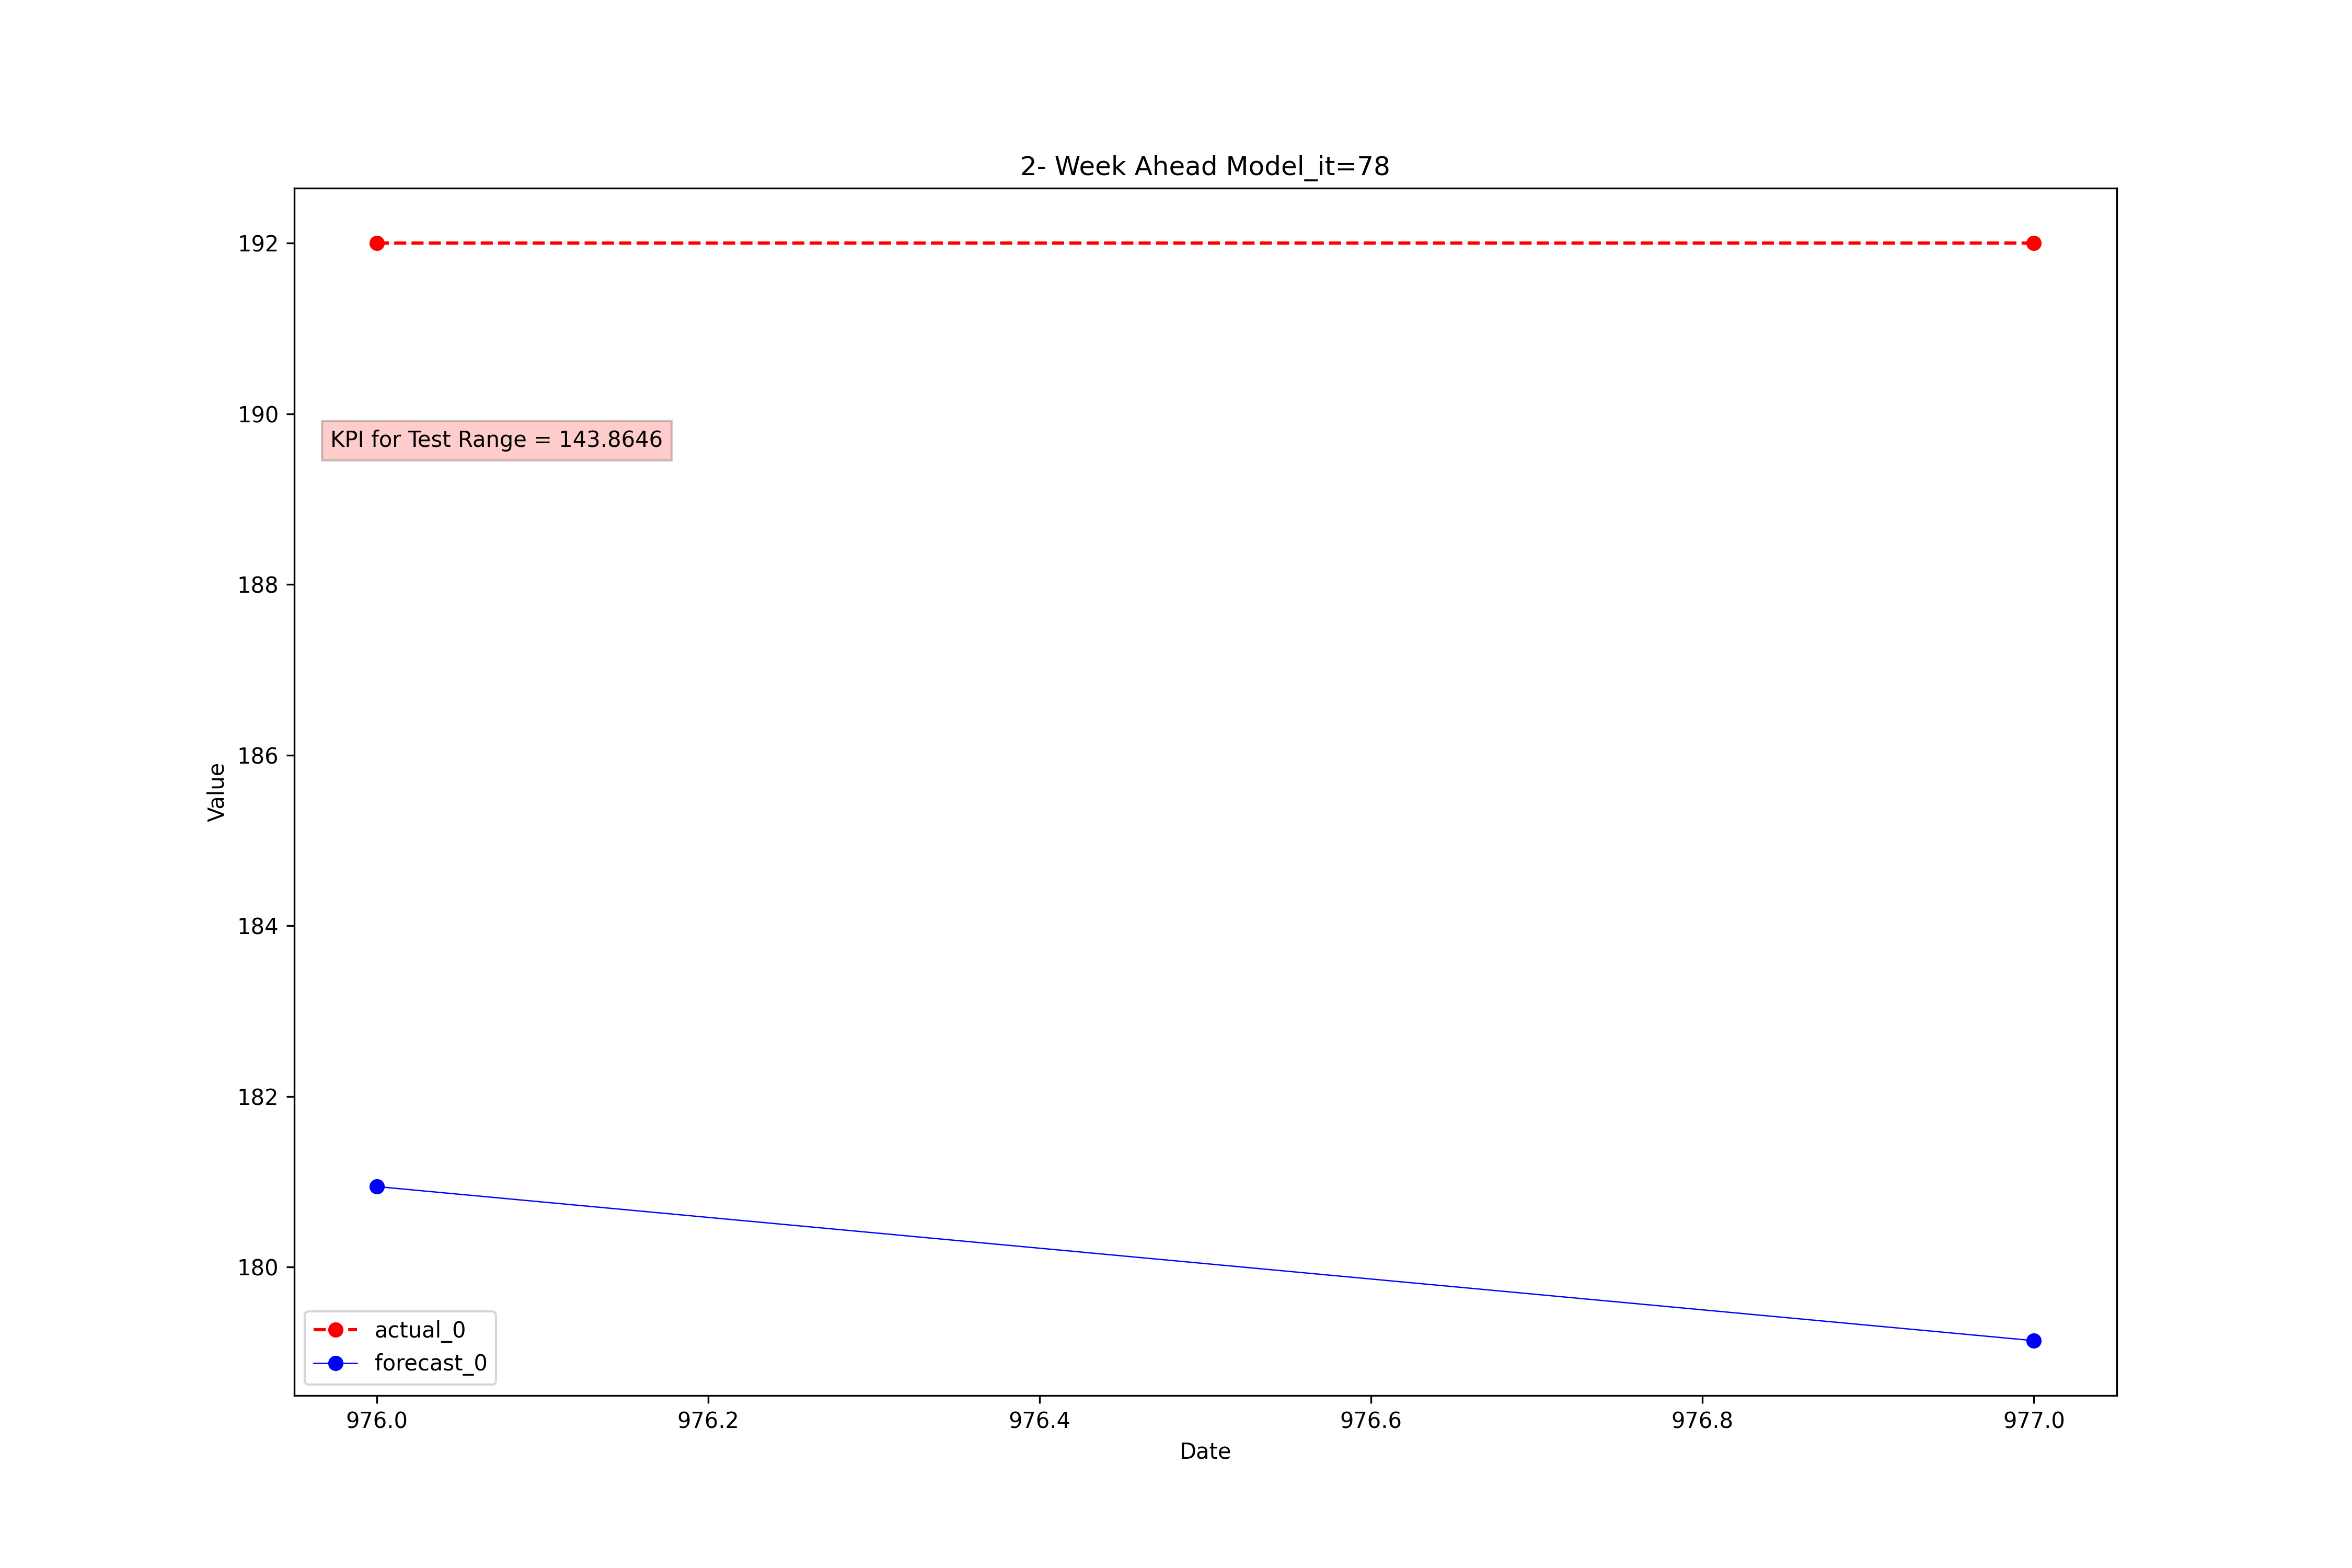 2- Week Ahead Model_it=78
192
190
KPI for Test Range = 143.8646
188
186
Value
184
182
180
actual_0
forecast_0
976.0 976.2 976.4 976.6 976.8 977.0
Date